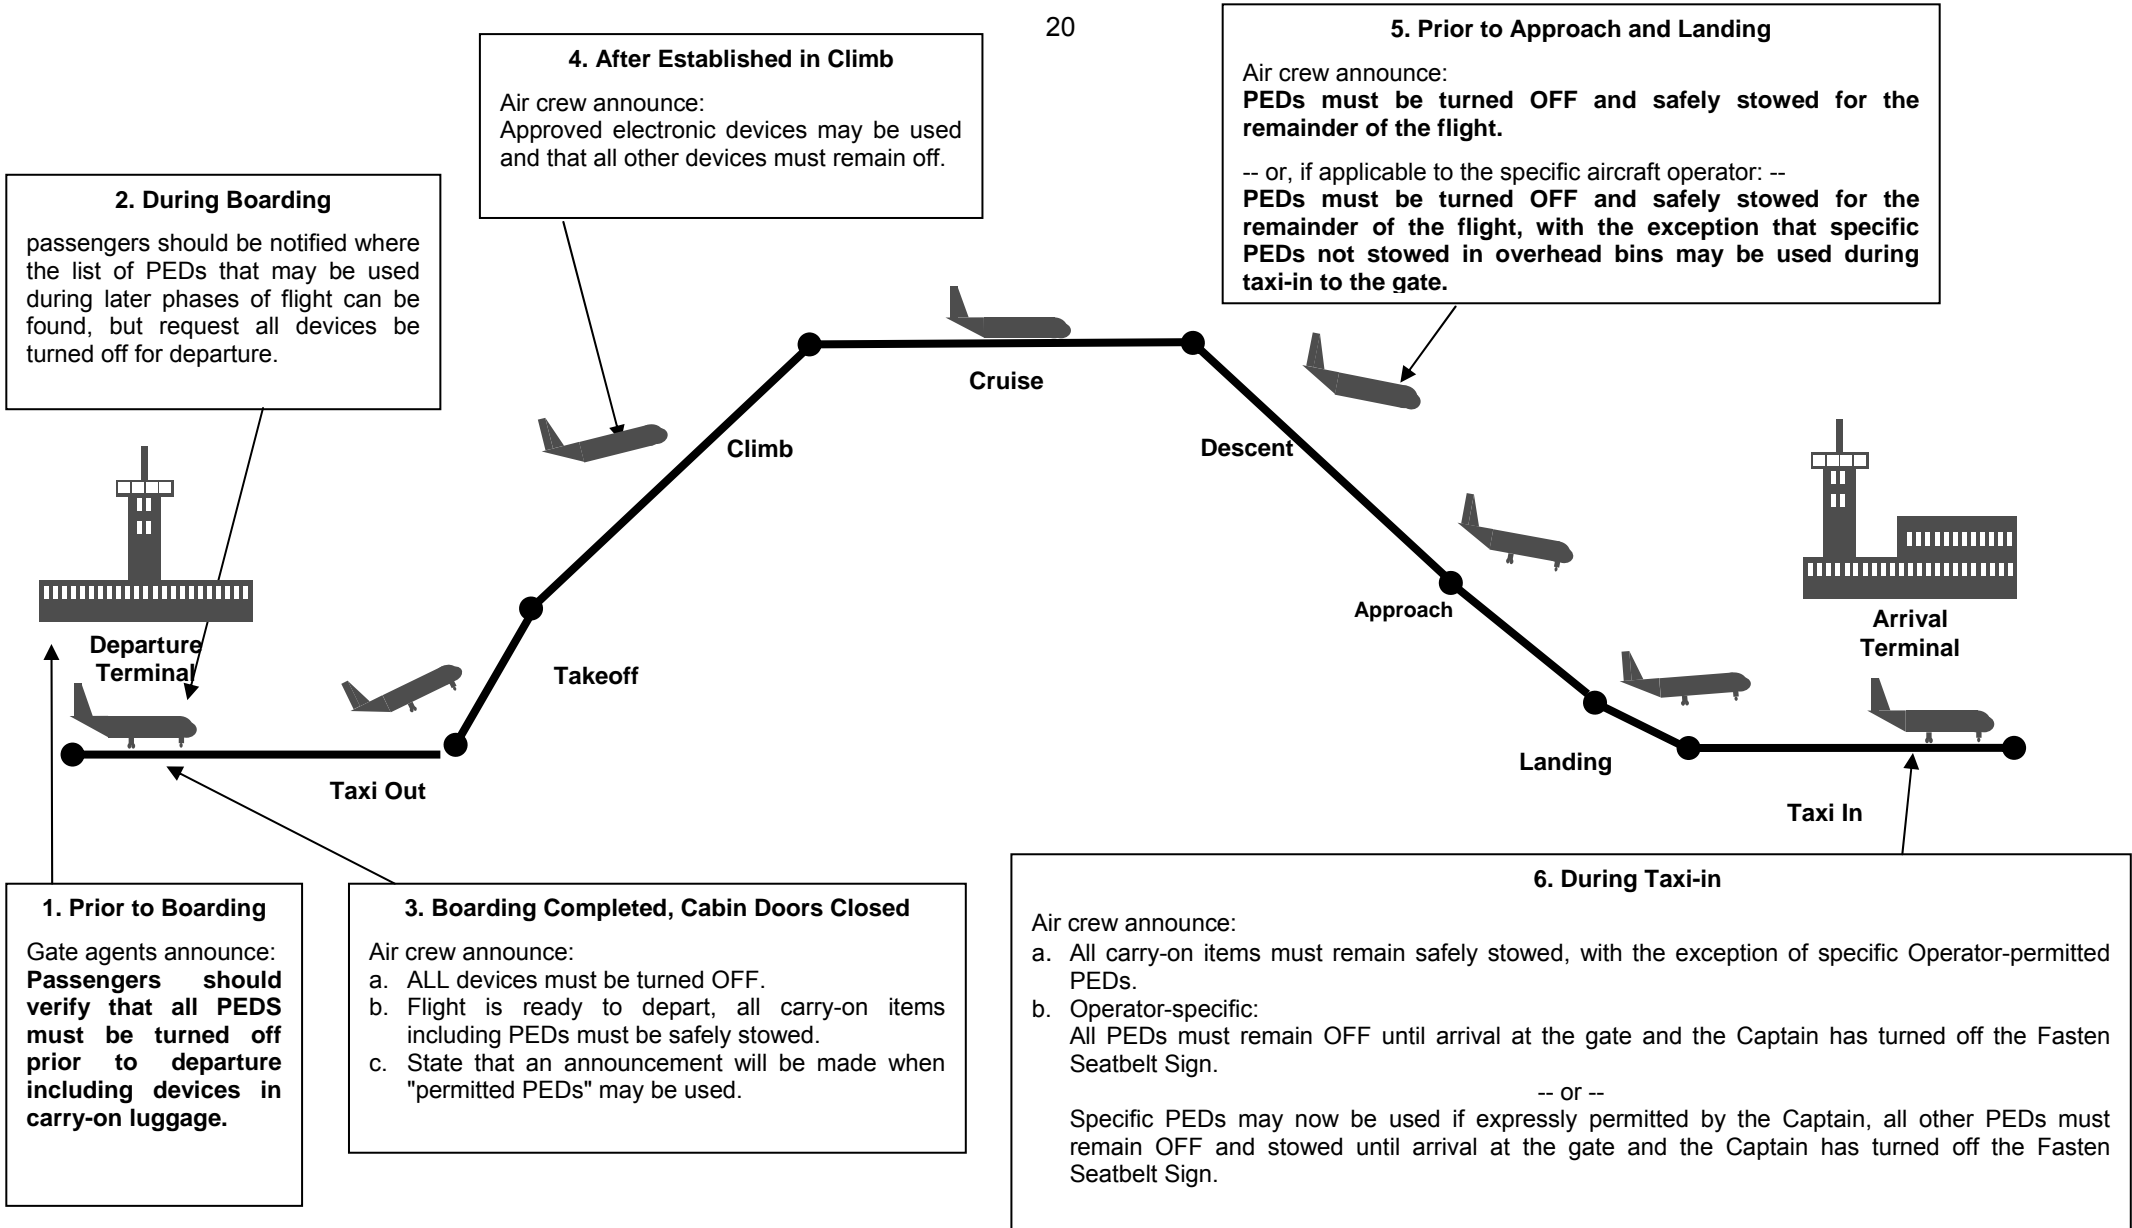 20
4. After Established in Climb
Air crew announce:
Approved electronic devices may be used
and that all other devices must remain off.
5. Prior to Approach and Landing
Air crew announce:
PEDs must be turned OFF and safely stowed for the
remainder of the flight.
-- or, if applicable to the specific aircraft operator: --
PEDs must be turned OFF and safely stowed for the
remainder of the flight, with the exception that specific
PEDs not stowed in overhead bins may be used during
taxi-in to the gate.
2. During Boarding
passengers should be notified where
the list of PEDs that may be used
during later phases of flight can be
found, but request all devices be
turned off for departure.
Cruise
Climb
Descent
Approach
Arrival
Terminal
Departure
Terminal
Takeoff
Landing
Taxi Out
Taxi In
1. Prior to Boarding
Gate agents announce:
Passengers should
verify that all PEDS
must be turned off
prior to departure
including devices in
carry-on luggage.
3. Boarding Completed, Cabin Doors Closed
Air crew announce:
a. ALL devices must be turned OFF.
b. Flight is ready to depart, all carry-on items
including PEDs must be safely stowed.
c. State that an announcement will be made when
"permitted PEDs" may be used.
6. During Taxi-in
Air crew announce:
a. All carry-on items must remain safely stowed, with the exception of specific Operator-permitted
PEDs.
b. Operator-specific:
All PEDs must remain OFF until arrival at the gate and the Captain has turned off the Fasten
Seatbelt Sign.
-- or --
Specific PEDs may now be used if expressly permitted by the Captain, all other PEDs must
remain OFF and stowed until arrival at the gate and the Captain has turned off the Fasten
Seatbelt Sign.